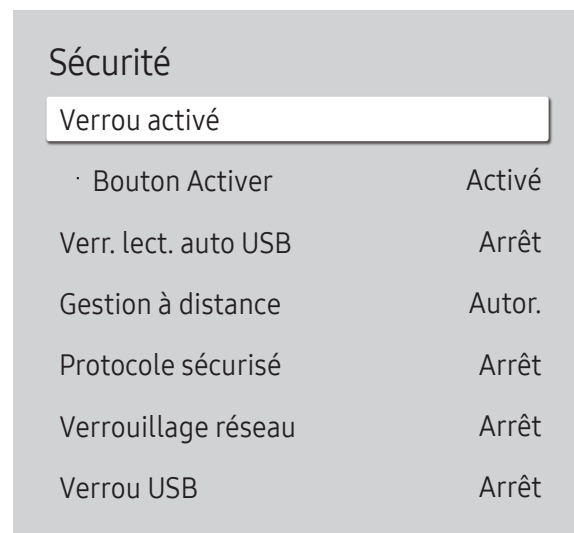 Sécurité
Verrou activé
· Bouton Activer Activé
Verr. lect. auto USB Arrêt
Gestion à distance Autor.
Protocole sécurisé Arrêt
Verrouillage réseau Arrêt
Verrou USB Arrêt